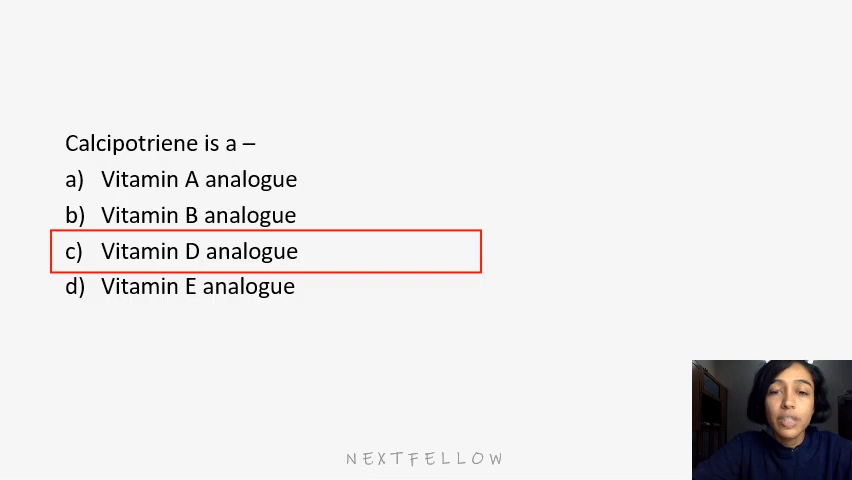 Calcipotriene is a –
a) Vitamin A analogue
b) Vitamin B analogue
c) Vitamin D analogue
d) Vitamin E analogue
NEXTFELLOW